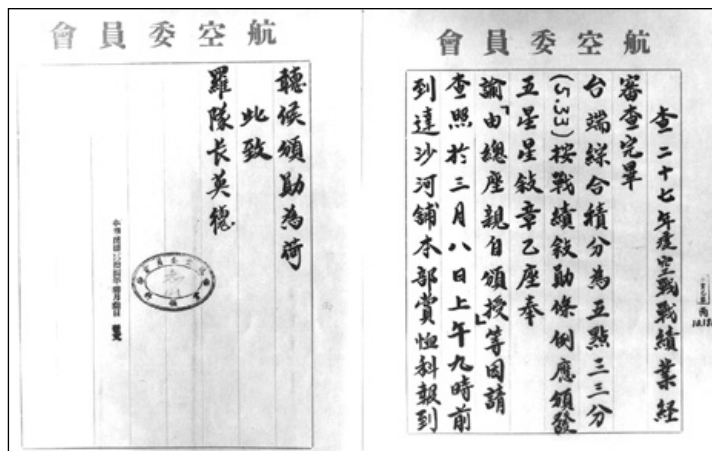 航空委員會
查二十七年度空戰戰績業経
審查完畢
台端綜合積分為五點三三分
(5.33)按戰績敘勛條例應頒發
五星星敘章乙座奉
諭「由總座親自頒授」等因請
查照於三月八日上午九時前
到達沙河鋪本部賞恤科報到
航空委員會
聽候頒勛為荷
此致
羅隊長英德